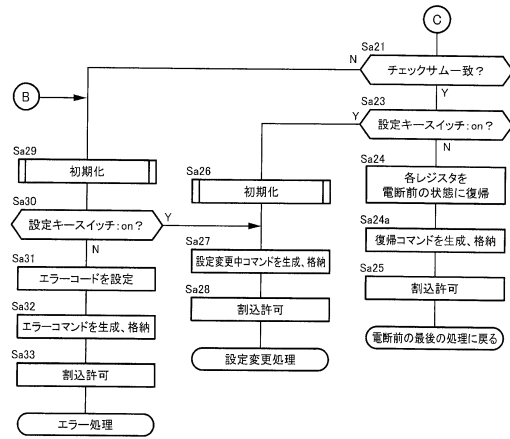 C
Sa21
チェックサム一致？
N
Y
B
Sa23
設定キースイッチ：on？
Y
N
Sa24
各レジスタを
電断前の状態に復帰
Sa24a
復帰コマンドを生成、格納
Sa25
割込許可
電断前の最後の処理に戻る
Sa29
初期化
Sa30
設定キースイッチ：on？
Y
N
Sa31
エラーコードを設定
Sa32
エラーコマンドを生成、格納
Sa33
割込許可
エラー処理
Sa26
初期化
Sa27
設定変更中コマンドを生成、格納
Sa28
割込許可
設定変更処理